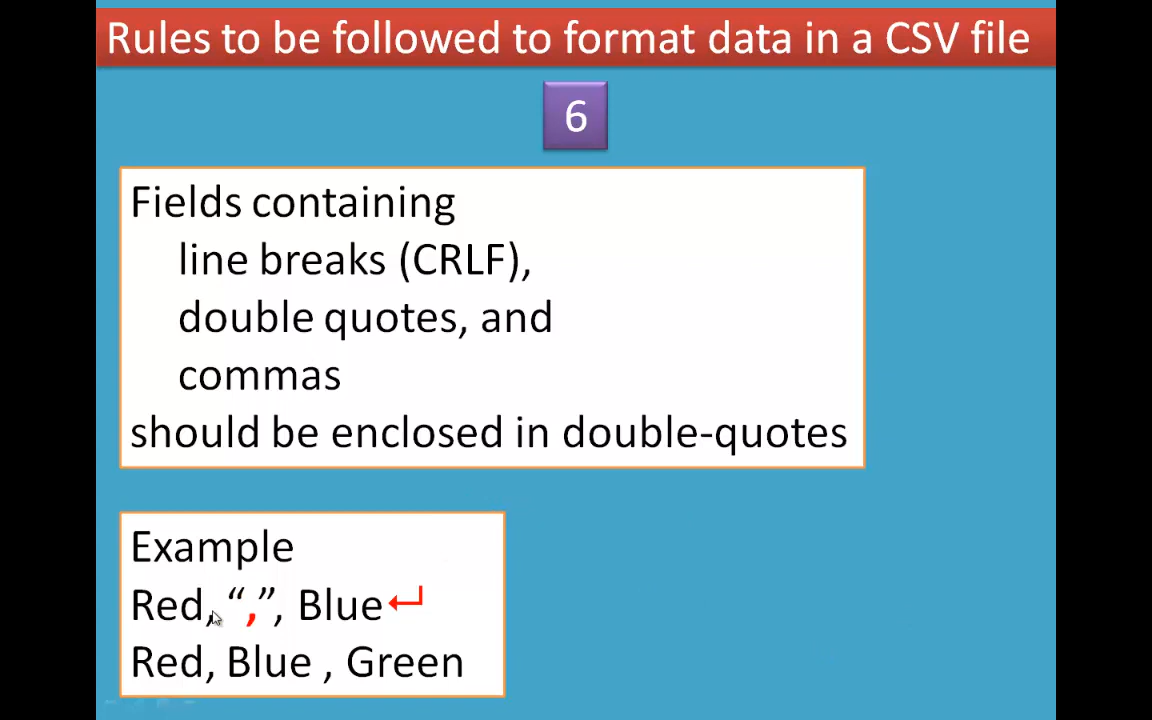 Rules to be followed to format data in a CSV file
6
Fields containing
line breaks (CRLF),
double quotes, and
commas
should be enclosed in double-quotes
Example
Red, “,”, Blue↵
Red, Blue , Green